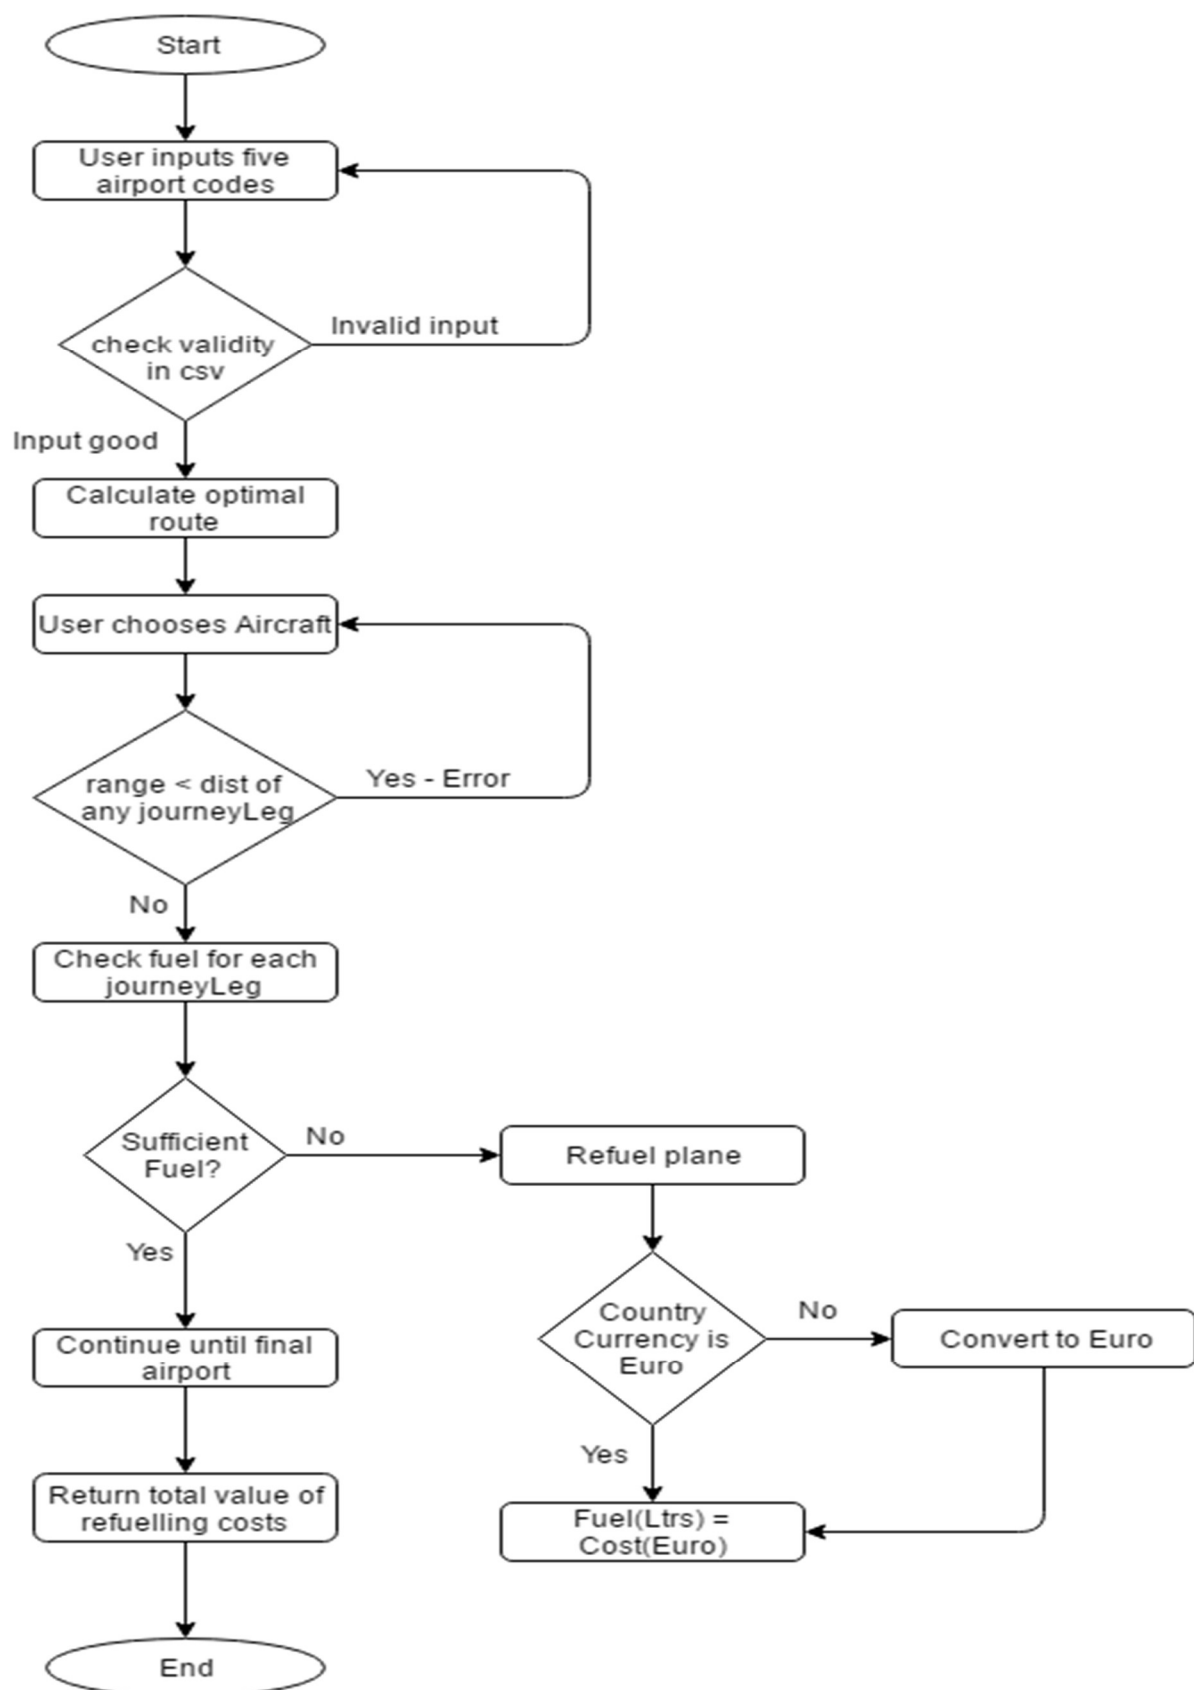 Start
User inputs five
airport codes
check validity
in csv
Invalid input
Input good
Calculate optimal
route
User chooses Aircraft
range < dist of
any journeyLeg
Yes - Error
No
Check fuel for each
journeyLeg
Sufficient
Fuel?
No
Refuel plane
Yes
Country
Currency is
Euro
No
Convert to Euro
Continue until final
airport
Yes
Return total value of
refuelling costs
Fuel(Ltrs) =
Cost(Euro)
End